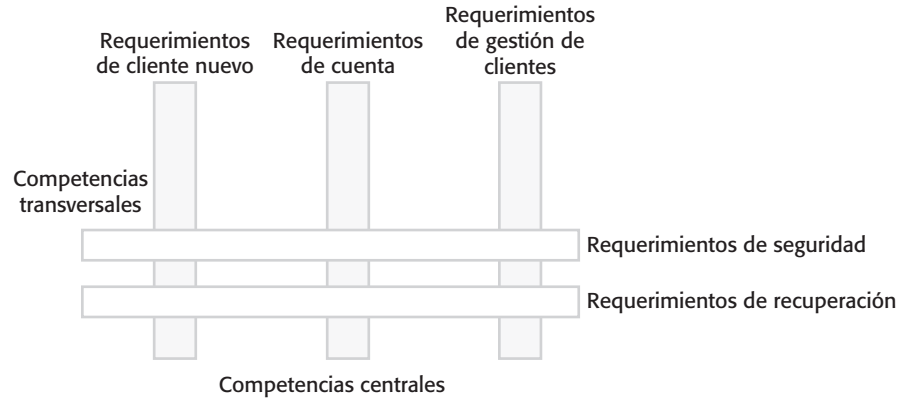 Requerimientos
de cliente nuevo
Requerimientos
de cuenta
Requerimientos
de gestión de
clientes
Competencias
transversales
Requerimientos de seguridad
Requerimientos de recuperación
Competencias centrales